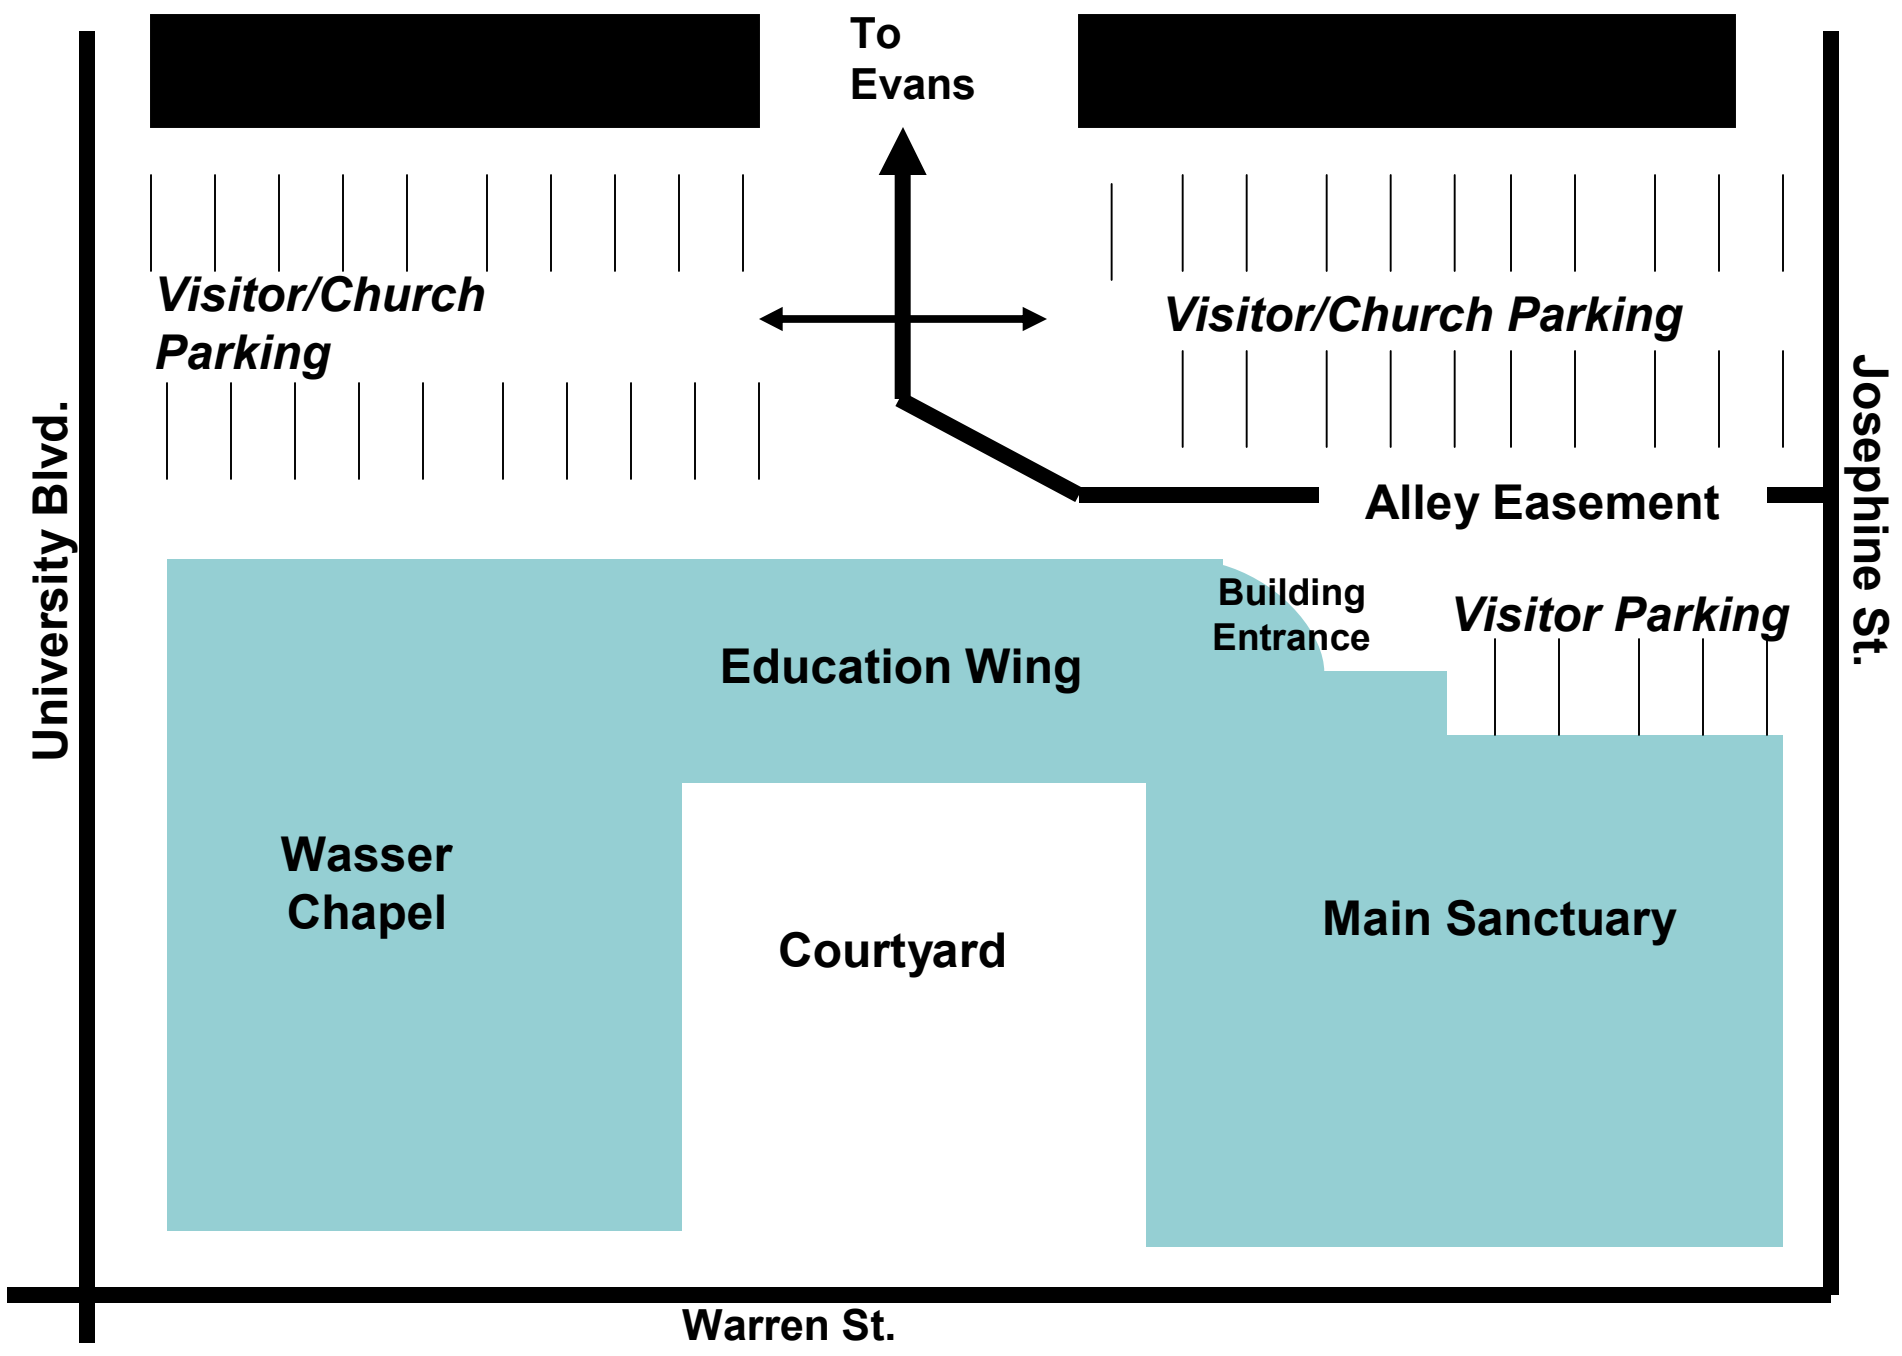 To
Evans
Visitor/Church
Parking
Visitor/Church Parking
University Blvd.
Josephine St.
Alley Easement
Building
Entrance
Visitor Parking
Education Wing
Wasser
Chapel
Courtyard
Main Sanctuary
Warren St.